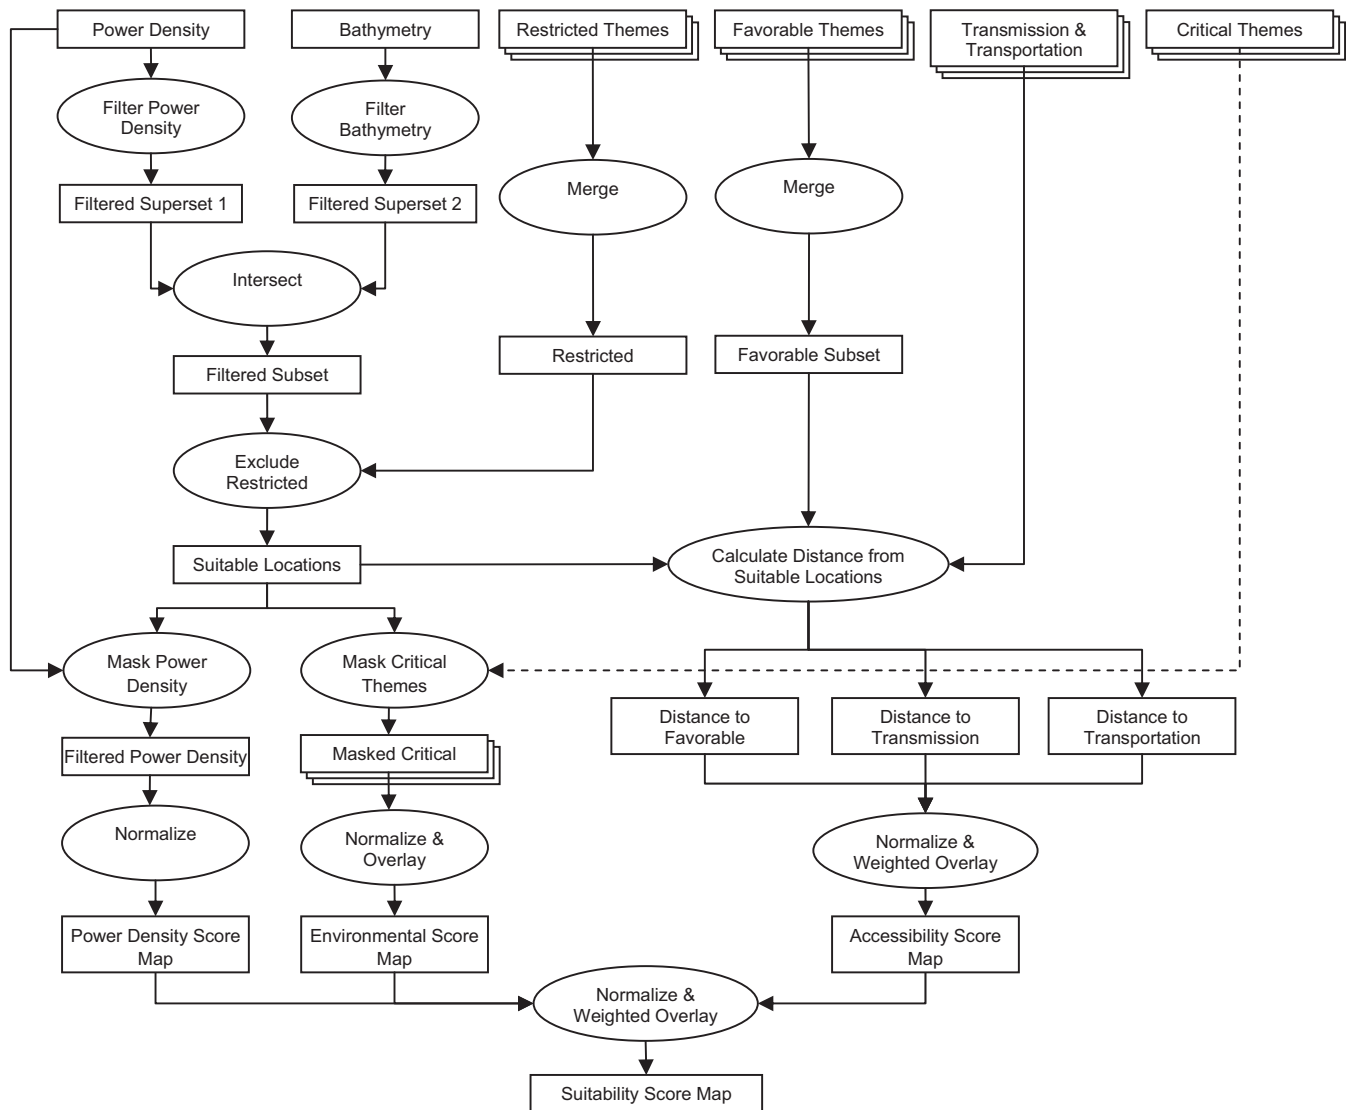 Power Density
Bathymetry
Restricted Themes
Favorable Themes
Transmission &
Transportation
Critical Themes
Filter Power
Density
Filter
Bathymetry
Merge
Merge
Filtered Superset 1
Filtered Superset 2
Intersect
Restricted
Favorable Subset
Filtered Subset
Exclude
Restricted
Suitable Locations
Calculate Distance from
Suitable Locations
Mask Power
Density
Mask Critical
Themes
Distance to
Favorable
Distance to
Transmission
Distance to
Transportation
Filtered Power Density
Masked Critical
Normalize
Normalize &
Overlay
Normalize &
Weighted Overlay
Power Density Score
Map
Environmental Score
Map
Accessibility Score
Map
Normalize &
Weighted Overlay
Suitability Score Map